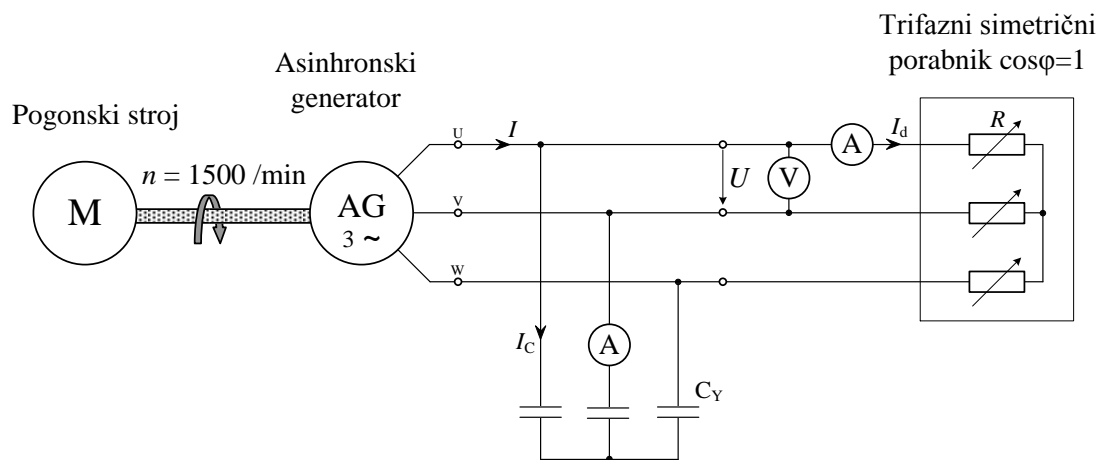 Trifazni simetrični
porabnik cosφ=1
Asinhronski
generator
Pogonski stroj
n = 1500 /min
M
AG
3 ~
U
I
V
W
U
V
A
I_d
R
I_C
A
C_Y